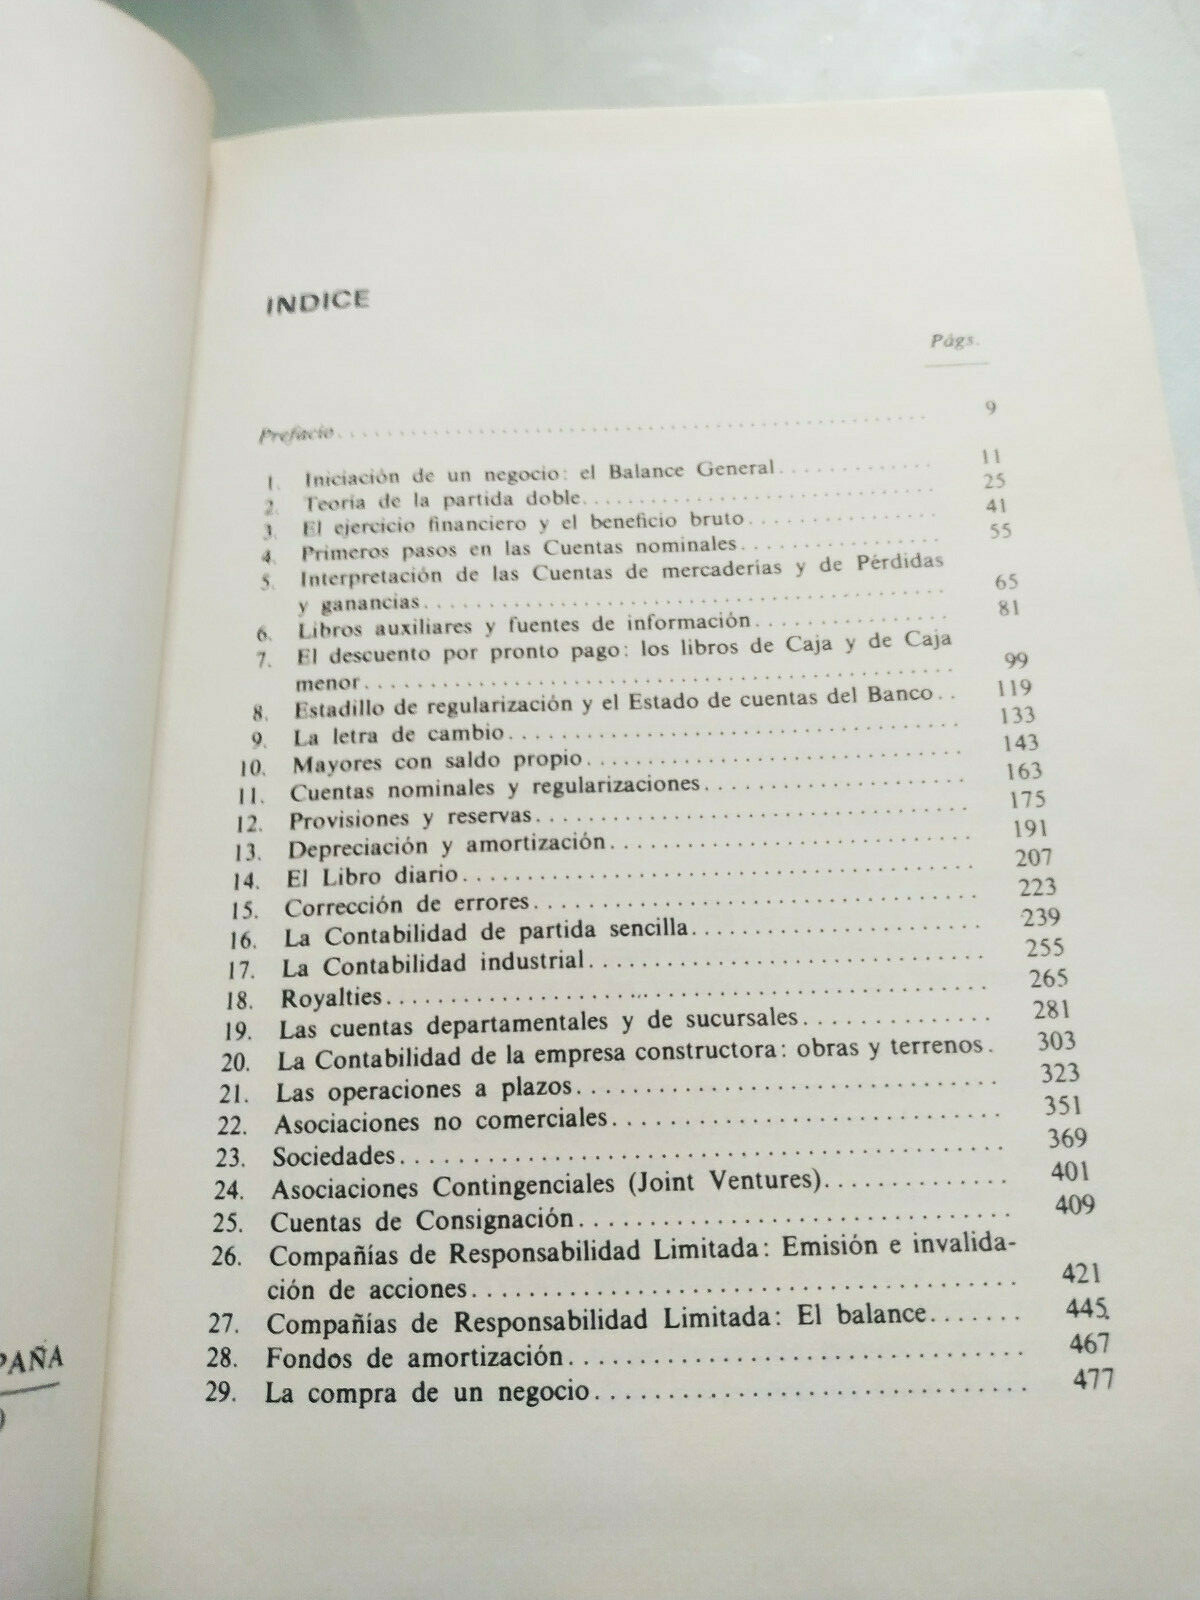 INDICE
Págs.
Prefacio.................................................. 9
1. Iniciación de un negocio: el Balance General............ 11
2. Teoría de la partida doble.............................. 25
3. El ejercicio financiero y el beneficio bruto............ 41
4. Primeros pasos en las Cuentas nominales................. 55
5. Interpretación de las Cuentas de mercaderías y de Pérdidas
y ganancias............................................. 65
6. Libros auxiliares y fuentes de información.............. 81
7. El descuento por pronto pago: los libros de Caja y de Caja
menor................................................... 99
8. Estadillo de regularización y el Estado de cuentas del Banco.. 119
9. La letra de cambio...................................... 133
10. Mayores con saldo propio................................ 143
11. Cuentas nominales y regularizaciones.................... 163
12. Provisiones y reservas.................................. 175
13. Depreciación y amortización............................. 191
14. El Libro diario......................................... 207
15. Corrección de errores................................... 223
16. La Contabilidad de partida sencilla..................... 239
17. La Contabilidad industrial.............................. 255
18. Royalties............................................... 265
19. Las cuentas departamentales y de sucursales............. 281
20. La Contabilidad de la empresa constructora: obras y terrenos. 303
21. Las operaciones a plazos................................ 323
22. Asociaciones no comerciales............................. 351
23. Sociedades.............................................. 369
24. Asociaciones Contingenciales (Joint Ventures)........... 401
25. Cuentas de Consignación................................. 409
26. Compañías de Responsabilidad Limitada: Emisión e invalida-
ción de acciones........................................ 421
27. Compañías de Responsabilidad Limitada: El balance....... 445
28. Fondos de amortización.................................. 467
29. La compra de un negocio................................. 477
PAÑA